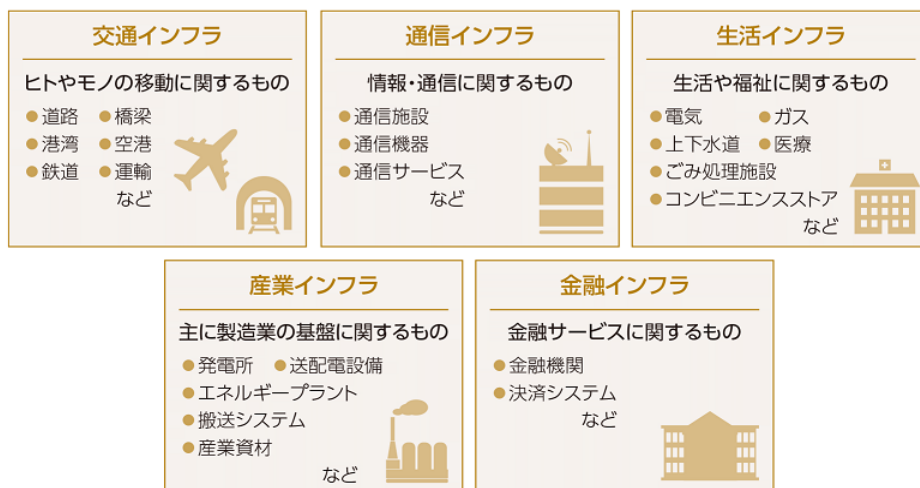 交通インフラ
ヒトやモノの移動に関するもの
●道路 ●橋梁
●港湾 ●空港
●鉄道 ●運輸
など
通信インフラ
情報・通信に関するもの
●通信施設
●通信機器
●通信サービス
など
生活インフラ
生活や福祉に関するもの
●電気 ●ガス
●上下水道 ●医療
●ごみ処理施設
●コンビニエンスストア
など
産業インフラ
主に製造業の基盤に関するもの
●発電所 ●送配電設備
●エネルギープラント
●搬送システム
●産業資材
など
金融インフラ
金融サービスに関するもの
●金融機関
●決済システム
など